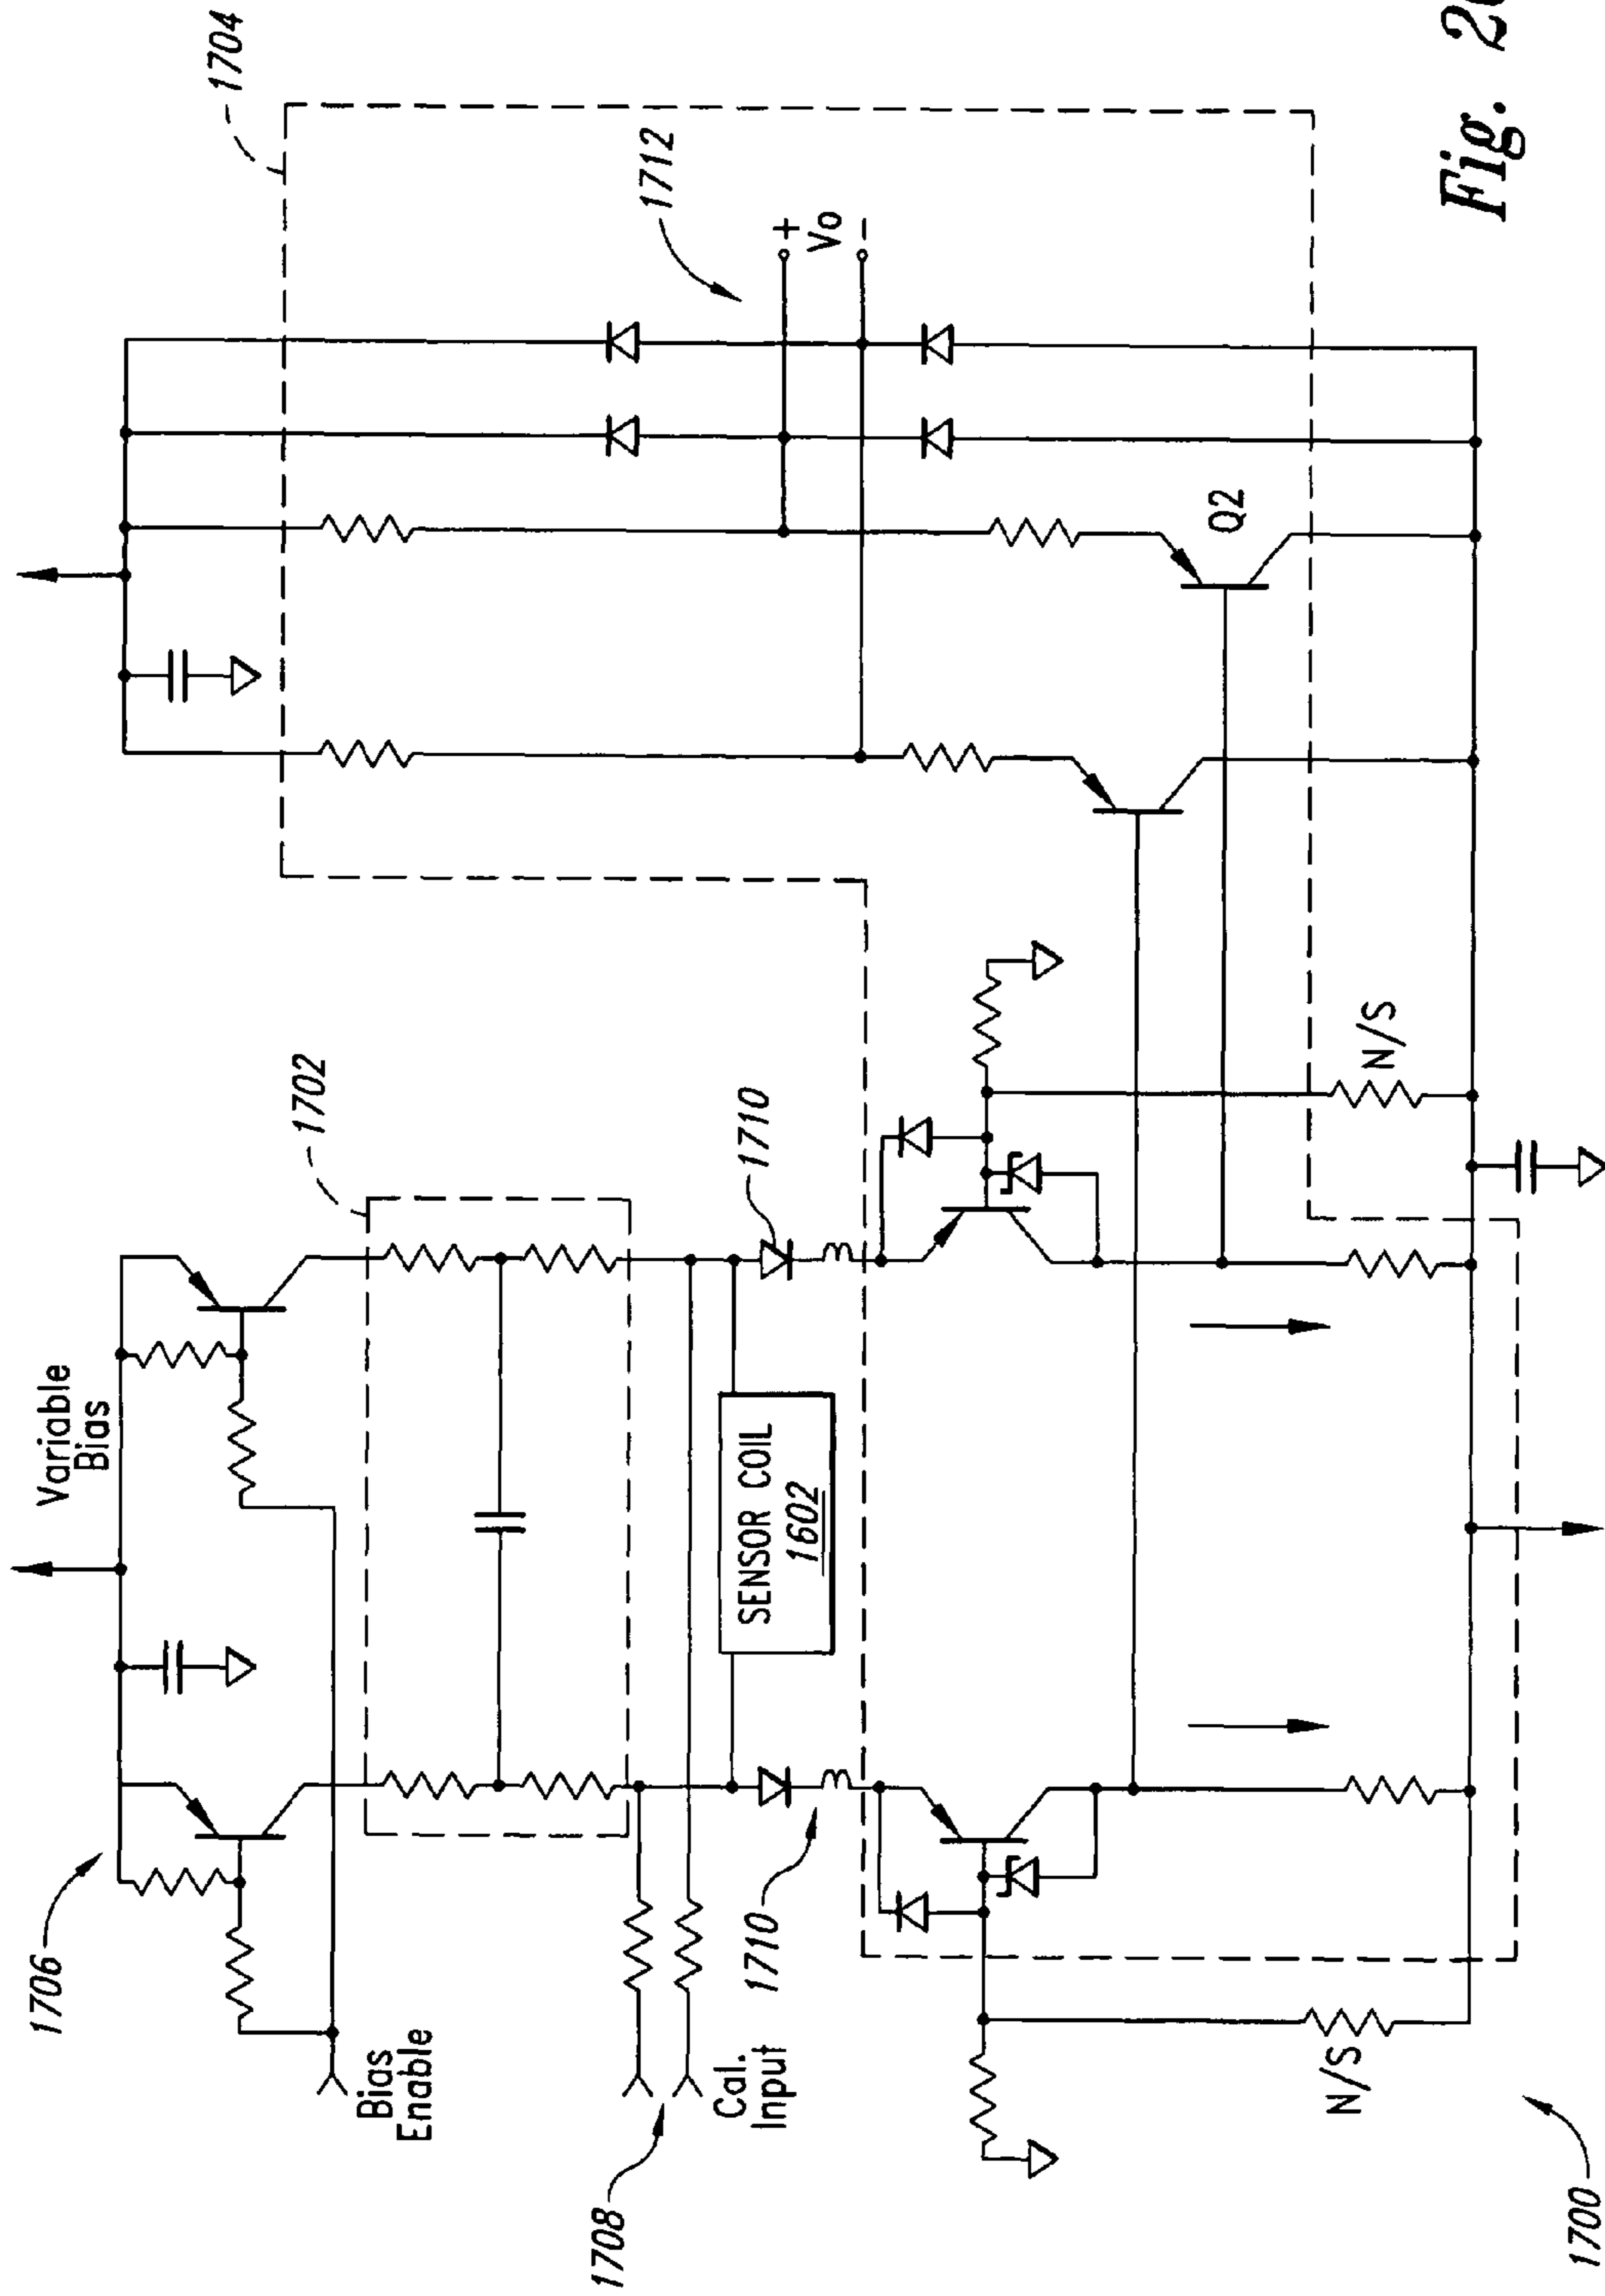 1706
Variable
Bias
1702
1704
Bias
Enable
1708
Cal.
Input
1710
SENSOR COIL
1602
1710
1712
+
Vo
-
Q2
N/S
N/S
1700
Fig.